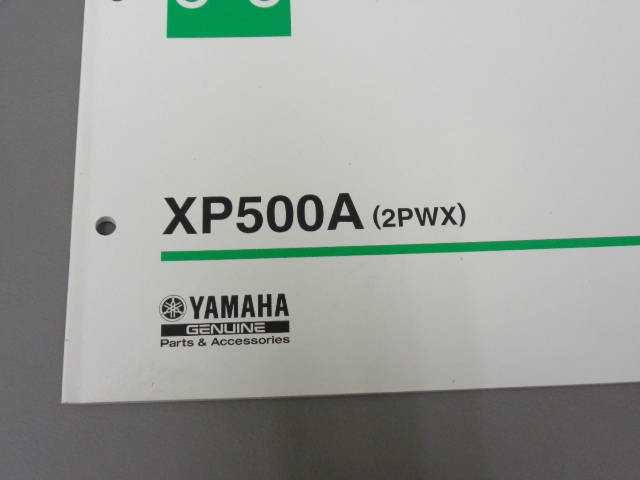 XP500A (2PWX)
YAMAHA
GENUINE
Parts & Accessories